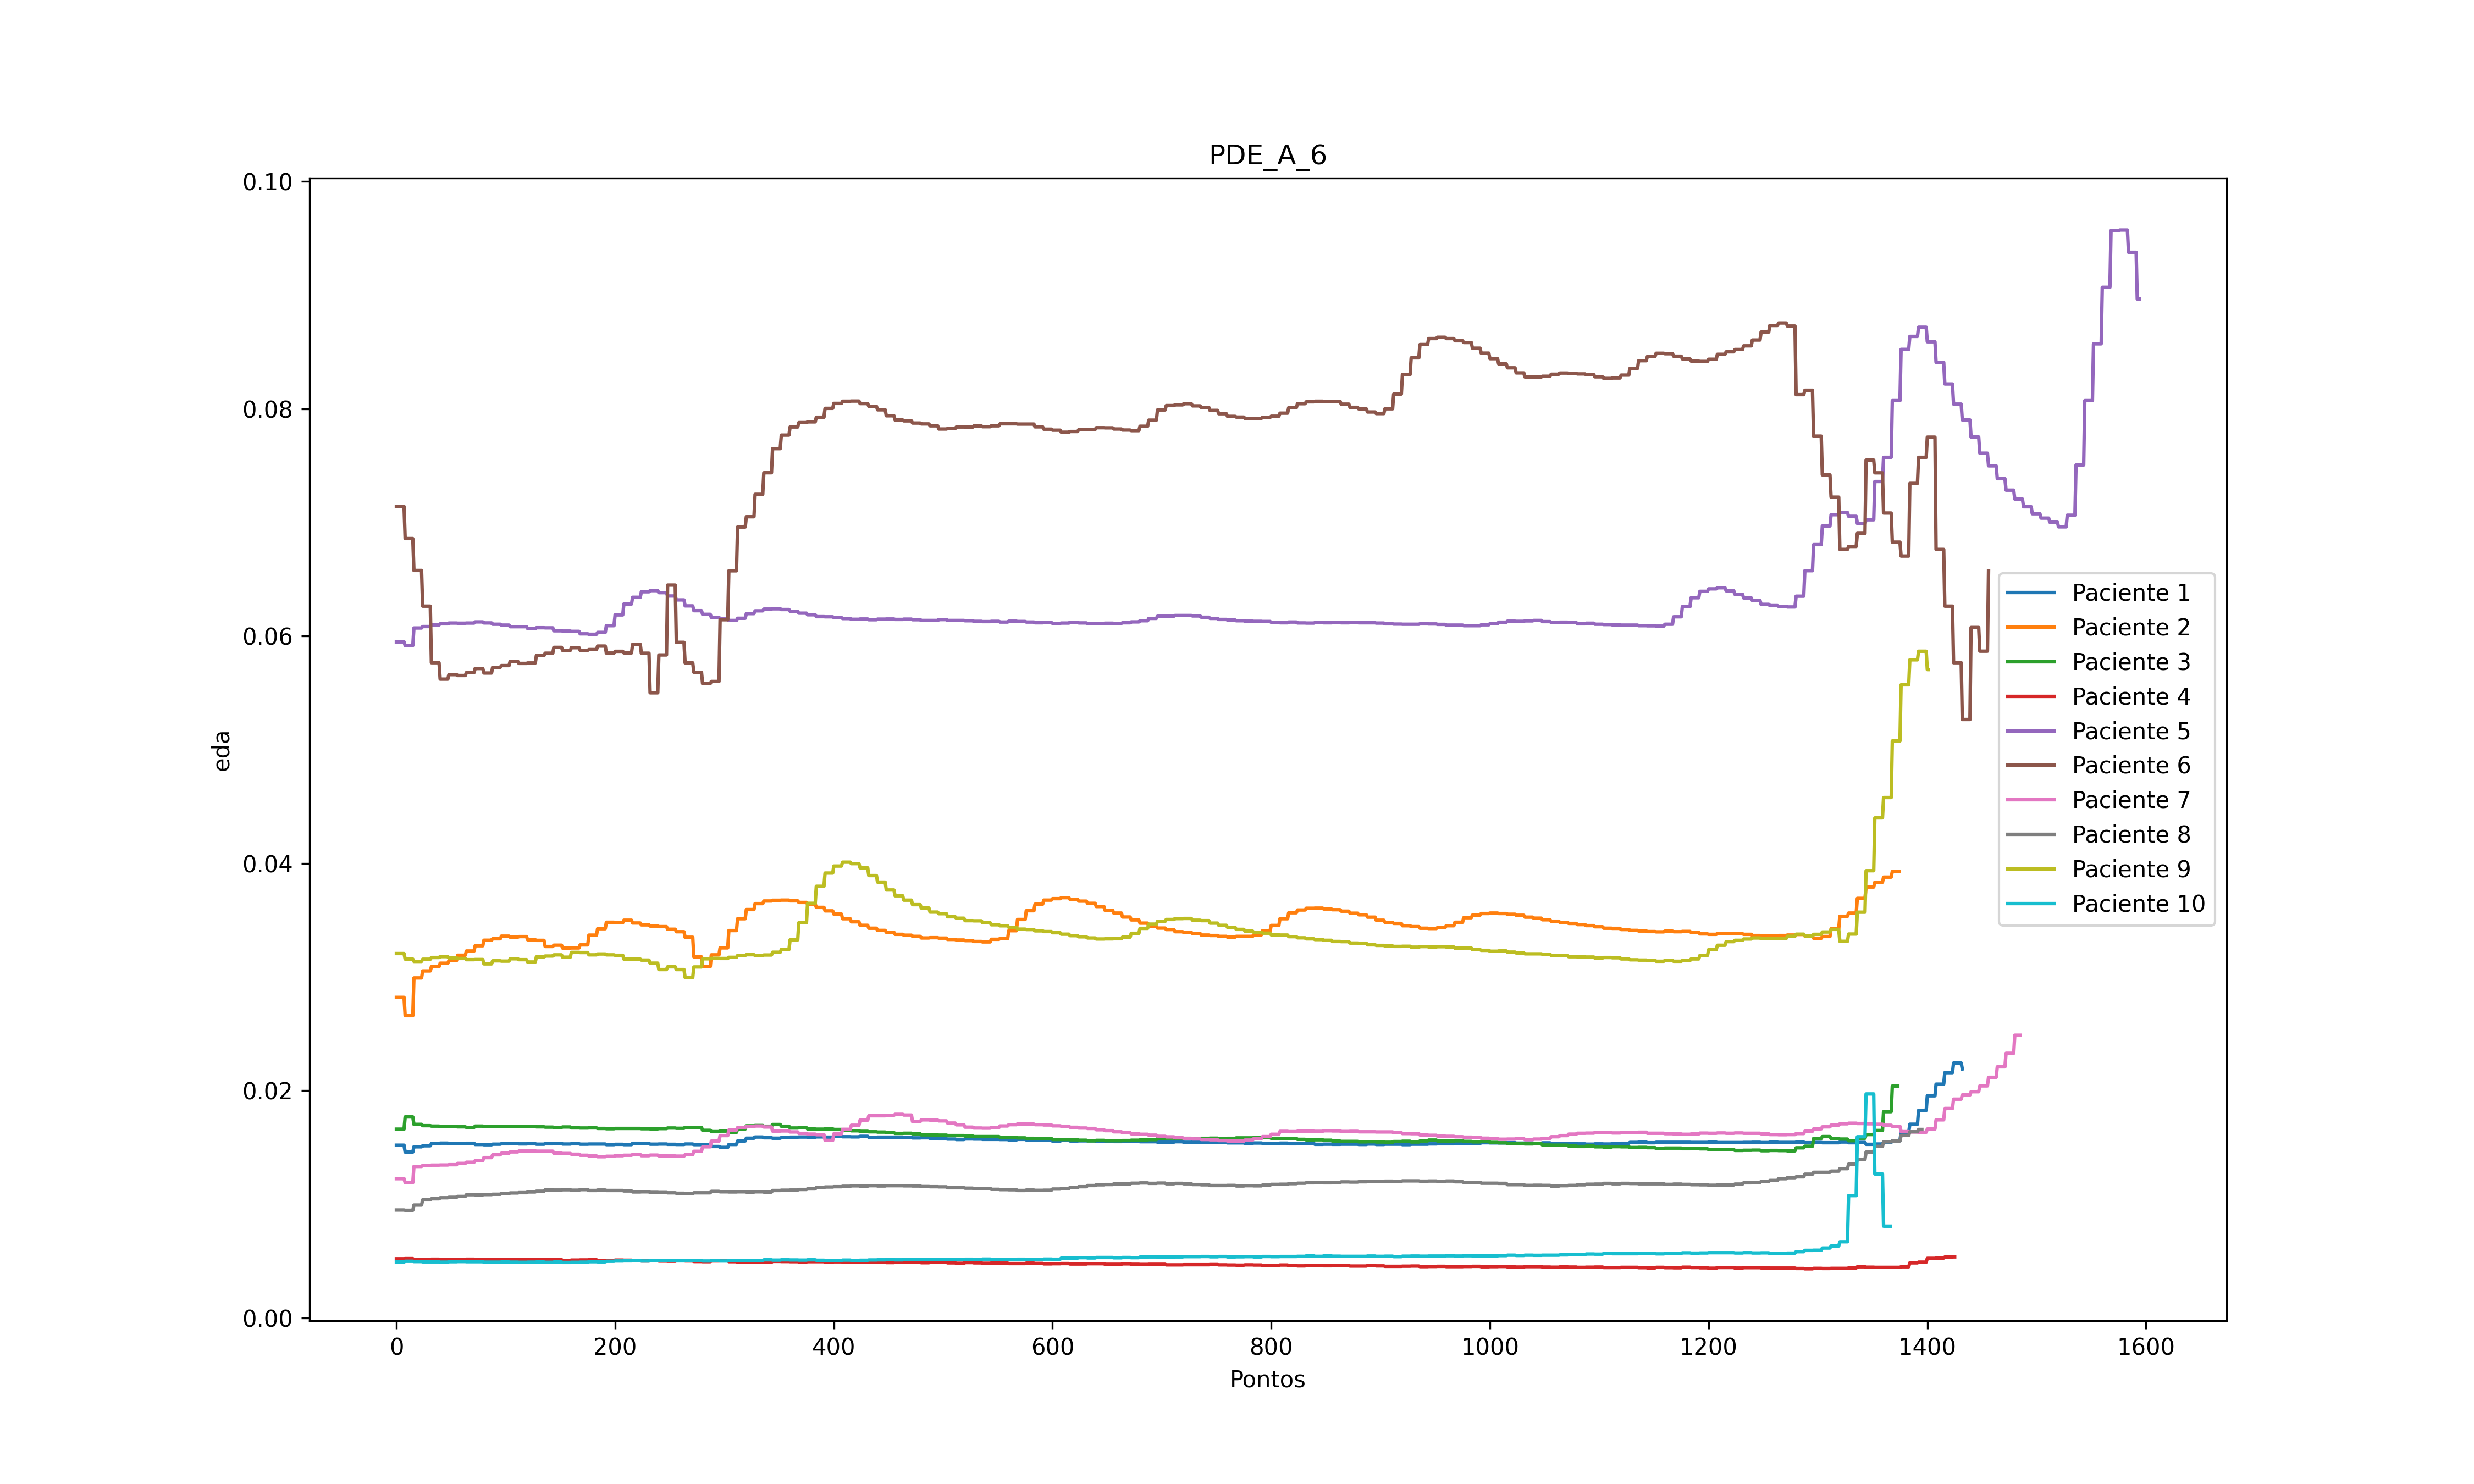 PDE_A_6
0.10
0.08
0.06
0.04
0.02
0.00
eda
0 200 400 600 800 1000 1200 1400 1600
Pontos
Paciente 1
Paciente 2
Paciente 3
Paciente 4
Paciente 5
Paciente 6
Paciente 7
Paciente 8
Paciente 9
Paciente 10